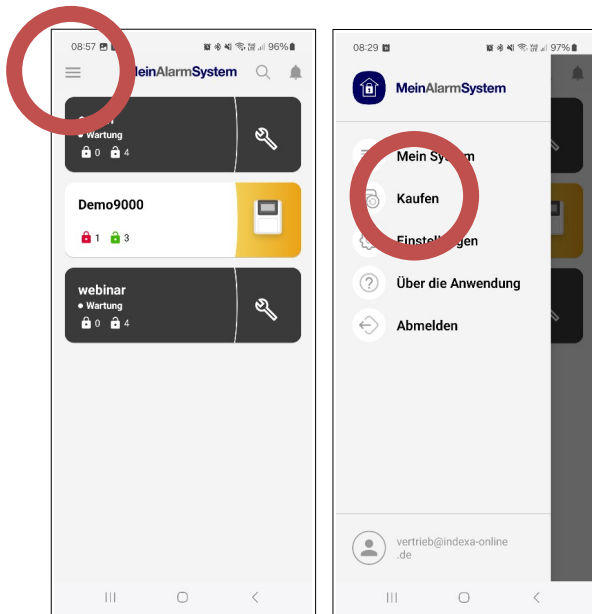 08:57
96%
einAlarmSystem
Wartung
0 4
Demo9000
1 3
webinar
• Wartung
0 4
08:29
97%
MeinAlarmSystem
Mein System
Kaufen
Einstellungen
Über die Anwendung
Abmelden
vertrieb@indexa-online
.de